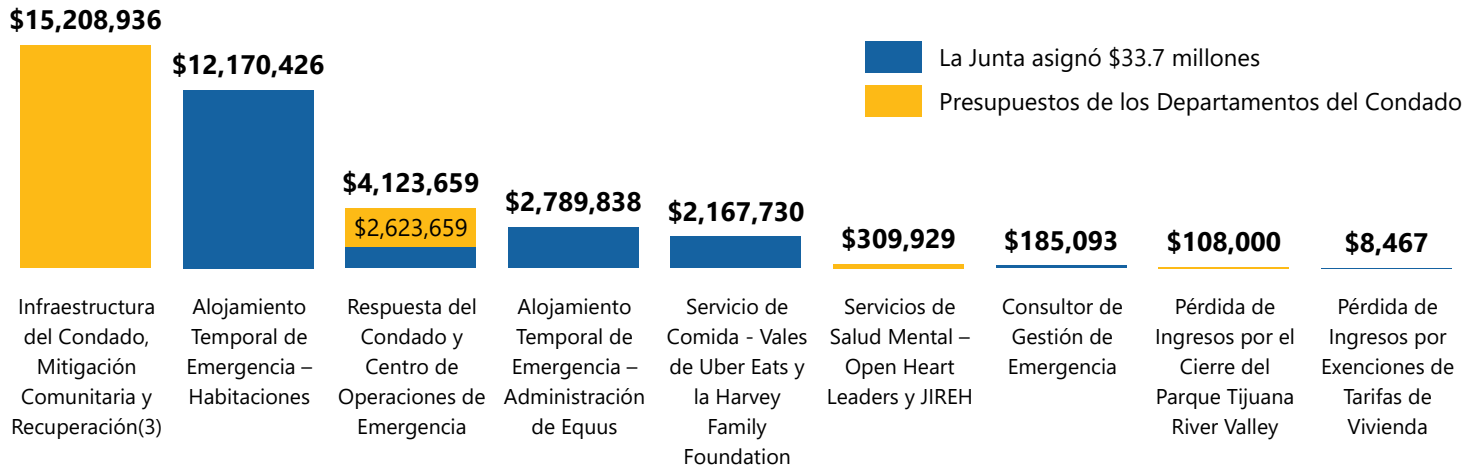 $15,208,936
$12,170,426
$4,123,659
$2,623,659
$2,789,838
$2,167,730
$309,929
$185,093
$108,000
$8,467
La Junta asignó $33.7 millones
Presupuestos de los Departamentos del Condado
Infraestructura
del Condado,
Mitigación
Comunitaria y
Recuperación(3)
Alojamiento
Temporal de
Emergencia –
Habitaciones
Respuesta del
Condado y
Centro de
Operaciones de
Emergencia
Alojamiento
Temporal de
Emergencia –
Administración
de Equus
Servicio de
Comida - Vales
de Uber Eats y
la Harvey
Family
Foundation
Servicios de
Salud Mental –
Open Heart
Leaders y JIREH
Consultor de
Gestión de
Emergencia
Pérdida de
Ingresos por el
Cierre del
Parque Tijuana
River Valley
Pérdida de
Ingresos por
Exenciones de
Tarifas de
Vivienda